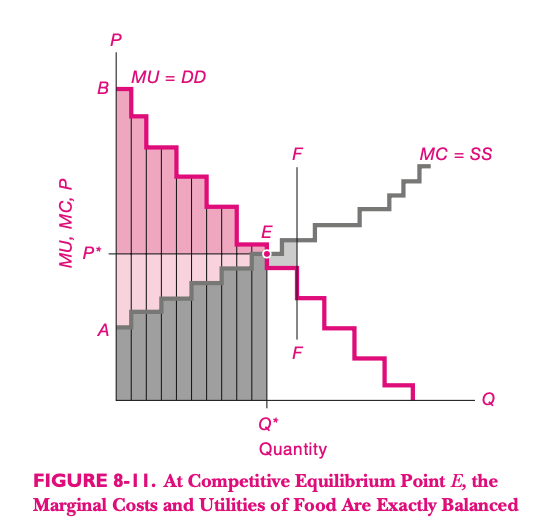 P
B
MU = DD
F
MC = SS
MU, MC, P
E
P*
A
F
Q
Q*
Quantity
FIGURE 8-11. At Competitive Equilibrium Point E, the
Marginal Costs and Utilities of Food Are Exactly Balanced